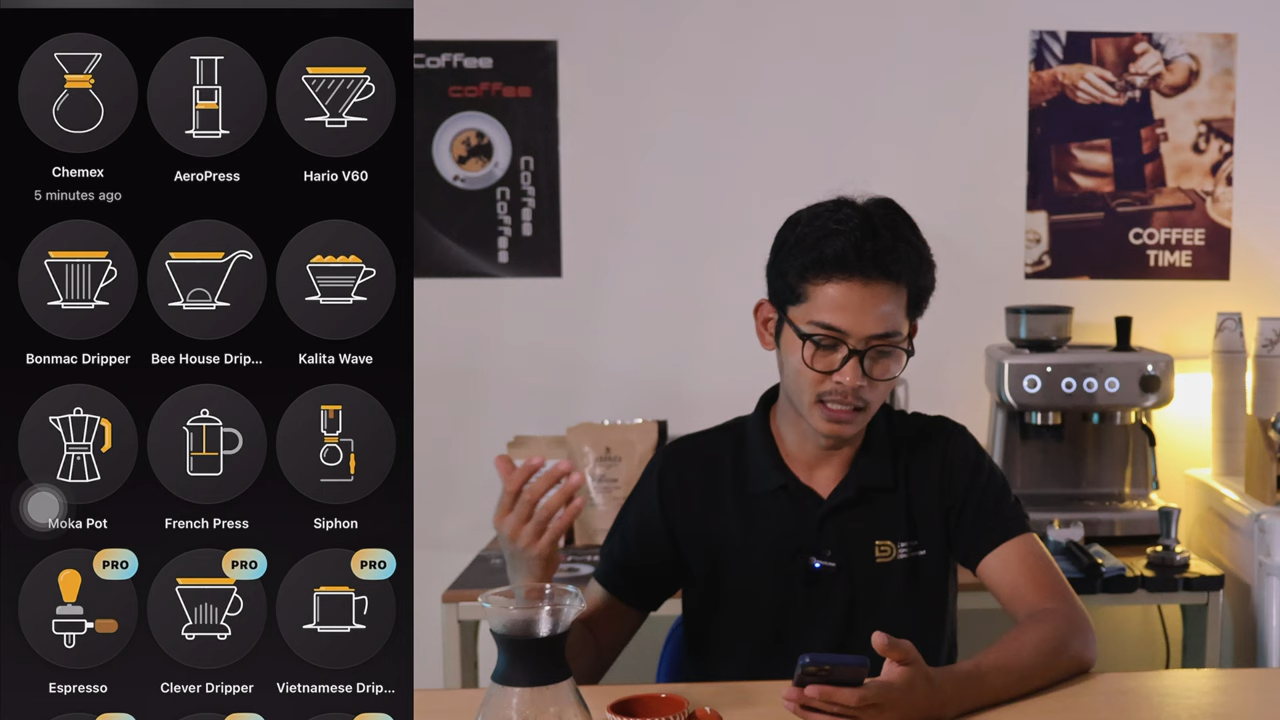 Chemex
5 minutes ago
AeroPress
Hario V60
Bonmac Dripper
Bee House Drip...
Kalita Wave
Moka Pot
French Press
Siphon
PRO
PRO
PRO
Espresso
Clever Dripper
Vietnamese Drip...
Coffee
coffee
Coffee
Coffee
COFFEE
TIME